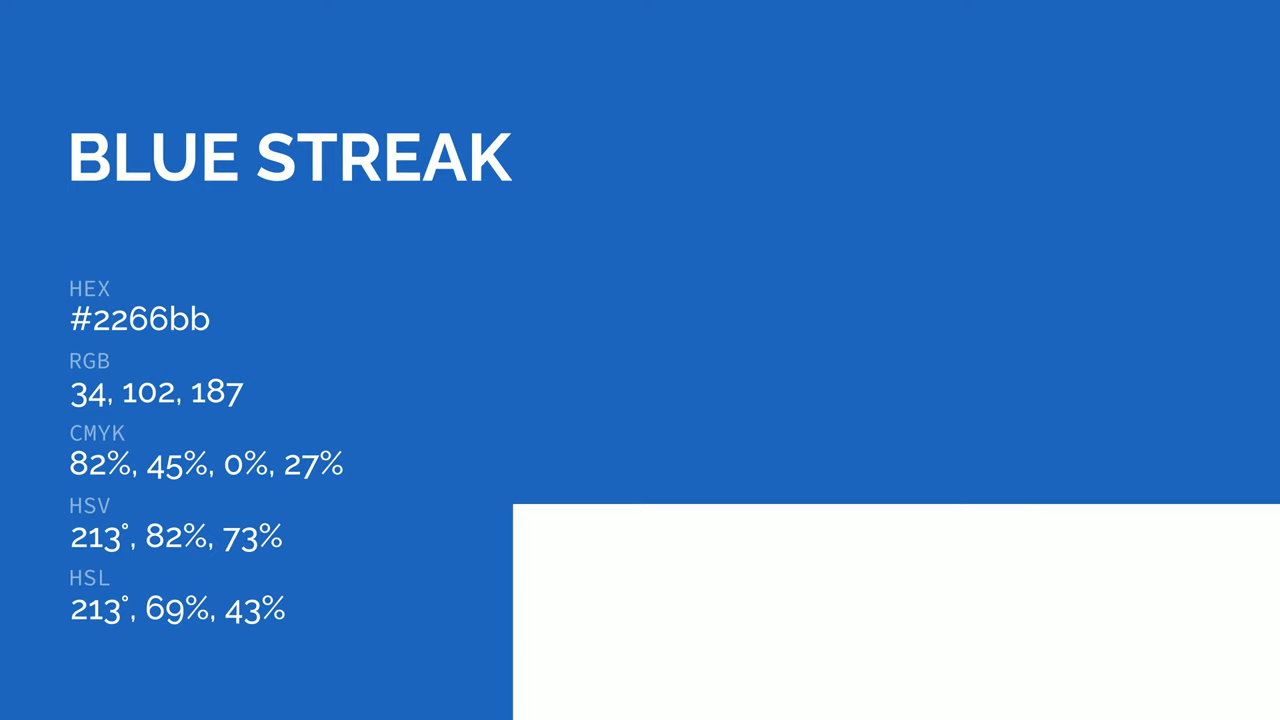 BLUE STREAK
HEX
#2266bb
RGB
34, 102, 187
CMYK
82%, 45%, 0%, 27%
HSV
213°, 82%, 73%
HSL
213°, 69%, 43%